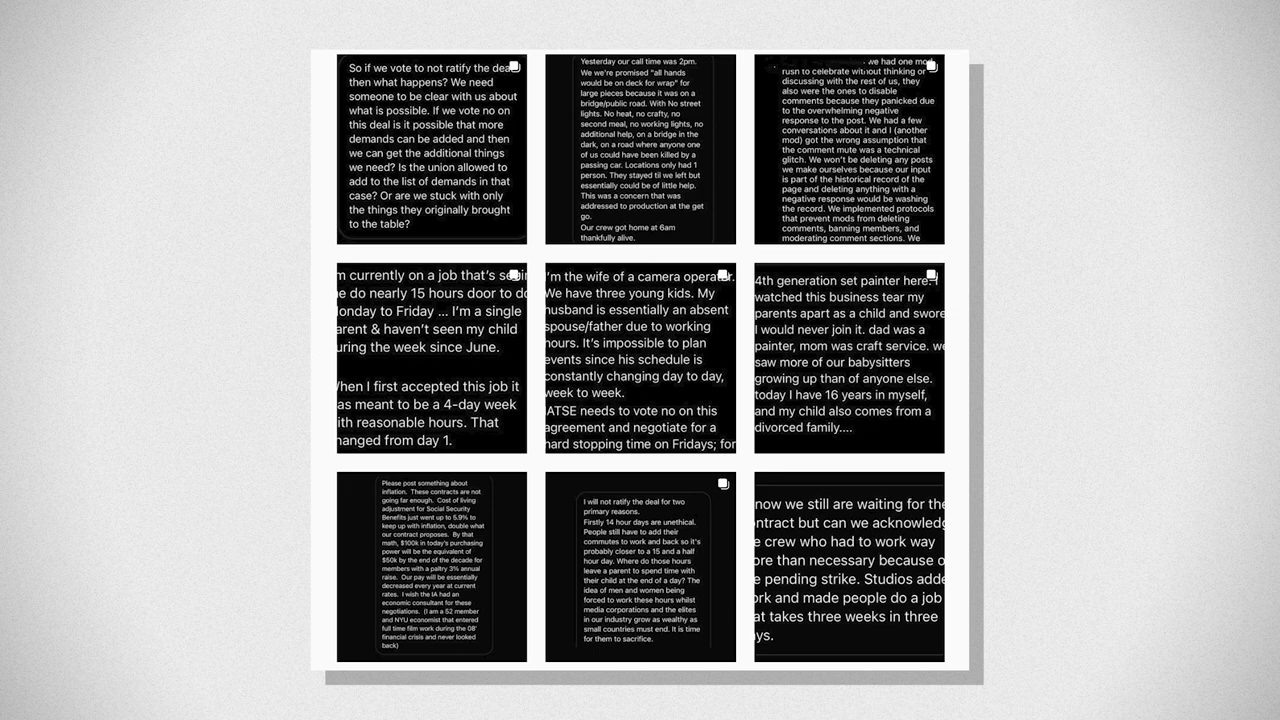 So if we vote to not ratify the deal
then what happens? We need
someone to be clear with us about
what is possible. If we vote no on
this deal is it possible that more
demands can be added and then
we can get the additional things
we need? Is the union allowed to
add to the list of demands in that
case? Or are we stuck with only
the things they originally brought
to the table?
Yesterday our call time was 2pm.
We we're promised "all hands
would be on deck for wrap" for
large pieces because it was on a
bridge/public road. With No street
lights. No heat, no crafty, no
second meal, no working lights, no
additional help, on a bridge in the
dark, on a road where anyone one
of us could have been killed by a
passing car. Locations only had 1
person. They stayed til we left but
essentially could be of little help.
This was a concern that was
addressed to production at the get
go.
Our crew got home at 6am
thankfully alive.
we had one mod
rush to celebrate without thinking or
discussing with the rest of us, they
also were the ones to disable
comments because they panicked due
to the overwhelming negative
response to the post. We had a few
conversations about it and I (another
mod) got the wrong assumption that
the comment mute was a technical
glitch. We won't be deleting any posts
we make ourselves because our input
is part of the historical record of the
page and deleting anything with a
negative response would be washing
the record. We implemented protocols
that prevent mods from deleting
comments, banning members, and
moderating comment sections. We
m currently on a job that's
do nearly 15 hours door to
onday to Friday ... I'm a single
arent & haven't seen my child
uring the week since June.
hen I first accepted this job it
as meant to be a 4-day week
ith reasonable hours. That
hanged from day 1.
I'm the wife of a camera operator.
We have three young kids. My
husband is essentially an absent
spouse/father due to working
hours. It's impossible to plan
events since his schedule is
constantly changing day to day,
week to week.
IATSE needs to vote no on this
agreement and negotiate for a
hard stopping time on Fridays; for
4th generation set painter here. I
watched this business tear my
parents apart as a child and swore
I would never join it. dad was a
painter, mom was craft service. we
saw more of our babysitters
growing up than of anyone else.
today I have 16 years in myself,
and my child also comes from a
divorced family....
Please post something about
inflation. These contracts are not
going far enough. Cost of living
adjustment for Social Security
Benefits just went up to 5.9% to
keep up with inflation, double what
our contract proposes. By that
math, $100k in today's purchasing
power will be the equivalent of
$50k by the end of the decade for
members with a paltry 3% annual
raise. Our pay will be essentially
decreased every year at current
rates. I wish the IA had an
economic consultant for these
negotiations. (I am a 52 member
and NYU economist that entered
full time film work during the 08'
financial crisis and never looked
back)
I will not ratify the deal for two
primary reasons.
Firstly 14 hour days are unethical.
People still have to add their
commutes to work and back so it's
probably closer to a 15 and a half
hour day. Where do those hours
leave a parent to spend time with
their child at the end of a day? The
idea of men and women being
forced to work these hours whilst
media corporations and the elites
in our industry grow as wealthy as
small countries must end. It is time
for them to sacrifice.
now we still are waiting for the
ntract but can we acknowledg
e crew who had to work way
ore than necessary because o
e pending strike. Studios adde
ork and made people do a job
at takes three weeks in three
ays.